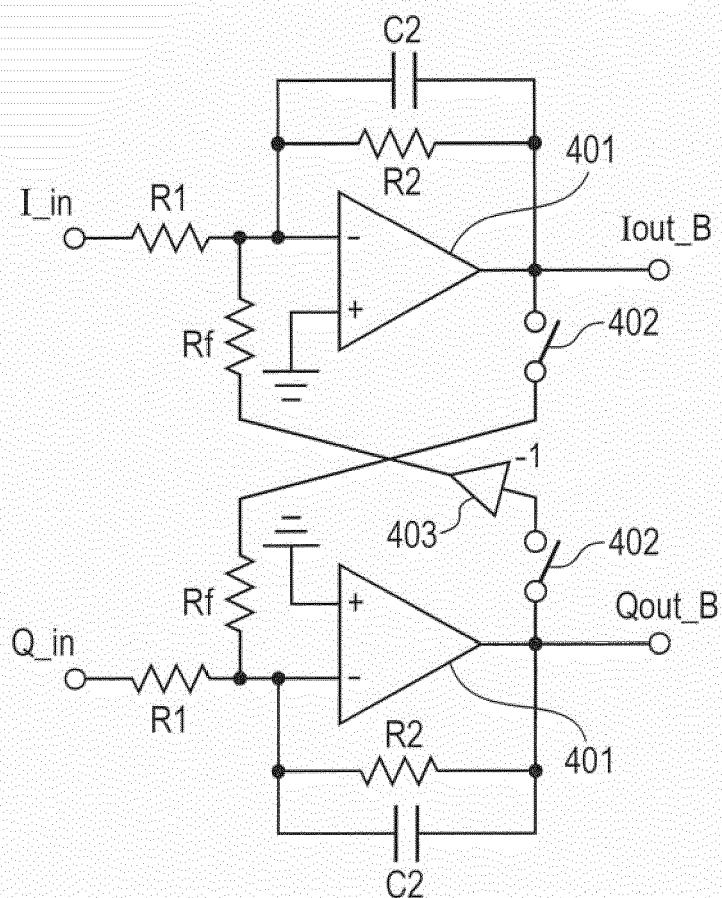 C2
R2
401
I_in
R1
−
+
Iout_B
402
Rf
-1
403
402
Rf
+
−
Qout_B
Q_in
R1
R2
401
C2